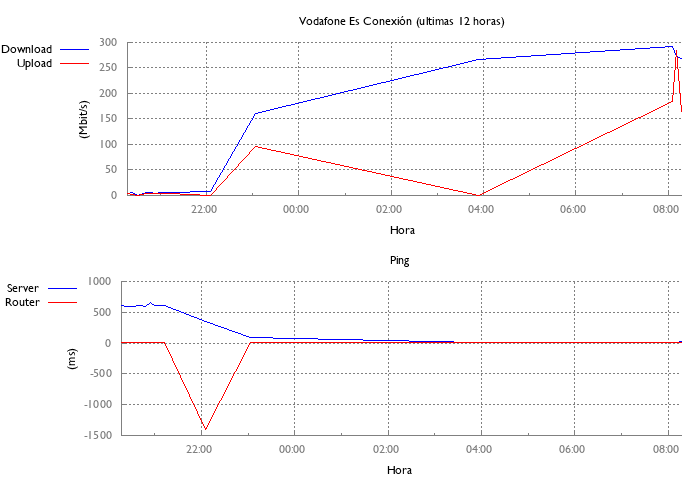 Vodafone Es Conexión (ultimas 12 horas)
Download
Upload
300
250
200
150
100
50
0
(Mbit/s)
22:00 00:00 02:00 04:00 06:00 08:00
Hora
Ping
Server
Router
1000
500
0
-500
-1000
-1500
(ms)
22:00 00:00 02:00 04:00 06:00 08:00
Hora